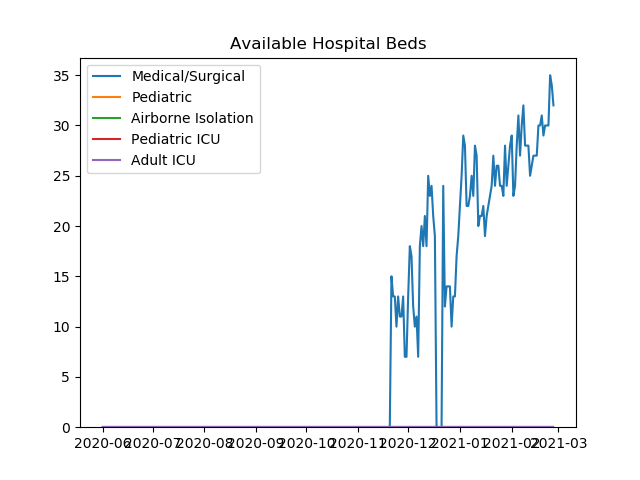 Available Hospital Beds
Medical/Surgical
Pediatric
Airborne Isolation
Pediatric ICU
Adult ICU
35
30
25
20
15
10
5
0
2020-06 2020-07 2020-08 2020-09 2020-10 2020-11 2020-12 2021-01 2021-02 2021-03